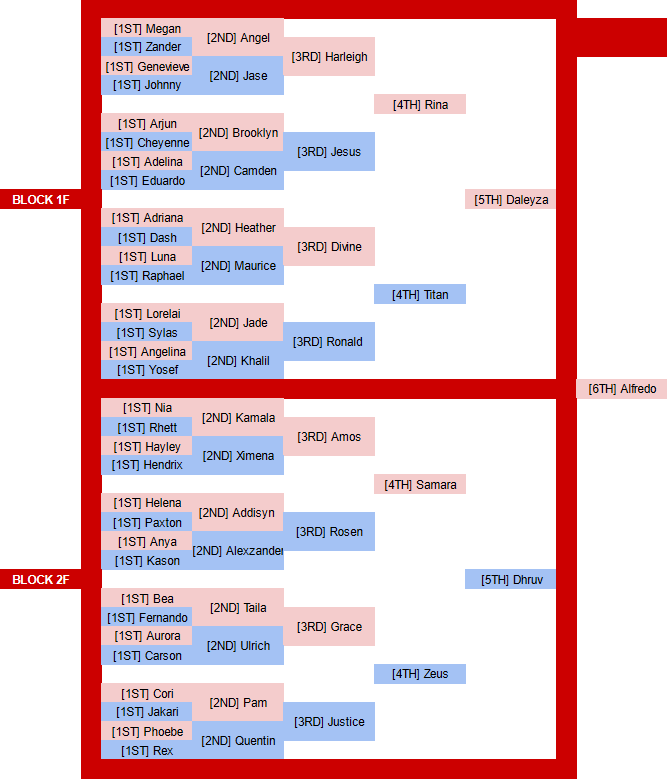 [1ST] Megan
[2ND] Angel
[1ST] Zander
[3RD] Harleigh
[1ST] Genevieve
[2ND] Jase
[1ST] Johnny
[4TH] Rina
[1ST] Arjun
[2ND] Brooklyn
[1ST] Cheyenne
[3RD] Jesus
[1ST] Adelina
[2ND] Camden
[1ST] Eduardo
BLOCK 1F
[5TH] Daleyza
[1ST] Adriana
[2ND] Heather
[1ST] Dash
[3RD] Divine
[1ST] Luna
[2ND] Maurice
[1ST] Raphael
[4TH] Titan
[1ST] Lorelai
[2ND] Jade
[1ST] Sylas
[3RD] Ronald
[1ST] Angelina
[2ND] Khalil
[1ST] Yosef
[6TH] Alfredo
[1ST] Nia
[2ND] Kamala
[1ST] Rhett
[3RD] Amos
[1ST] Hayley
[2ND] Ximena
[1ST] Hendrix
[4TH] Samara
[1ST] Helena
[2ND] Addisyn
[1ST] Paxton
[3RD] Rosen
[1ST] Anya
[2ND] Alexzander
[1ST] Kason
BLOCK 2F
[5TH] Dhruv
[1ST] Bea
[2ND] Taila
[1ST] Fernando
[3RD] Grace
[1ST] Aurora
[2ND] Ulrich
[1ST] Carson
[4TH] Zeus
[1ST] Cori
[2ND] Pam
[1ST] Jakari
[3RD] Justice
[1ST] Phoebe
[2ND] Quentin
[1ST] Rex